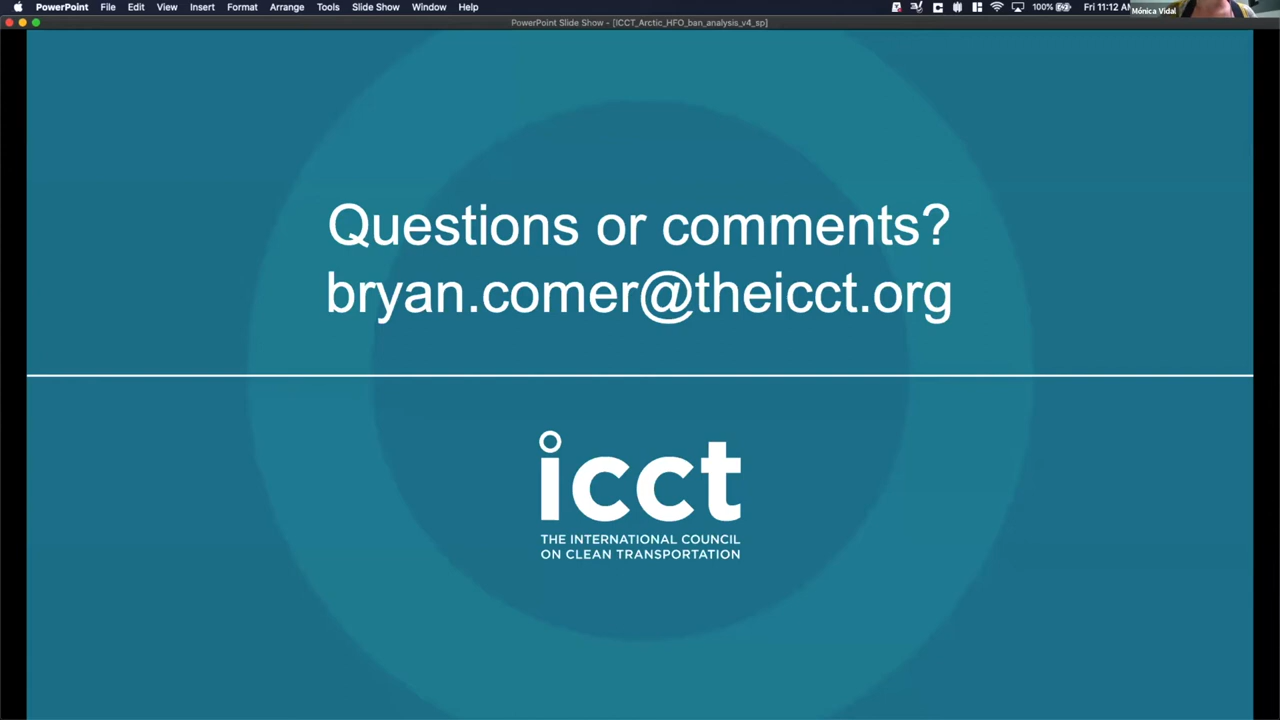 PowerPoint File Edit View Insert Format Arrange Tools Slide Show Window Help 100% Fri 11:12 AM
Mónica Vidal
PowerPoint Slide Show - [ICCT_Arctic_HFO_ban_analysis_v4_sp]
Questions or comments?
bryan.comer@theicct.org
icct
THE INTERNATIONAL COUNCIL
ON CLEAN TRANSPORTATION